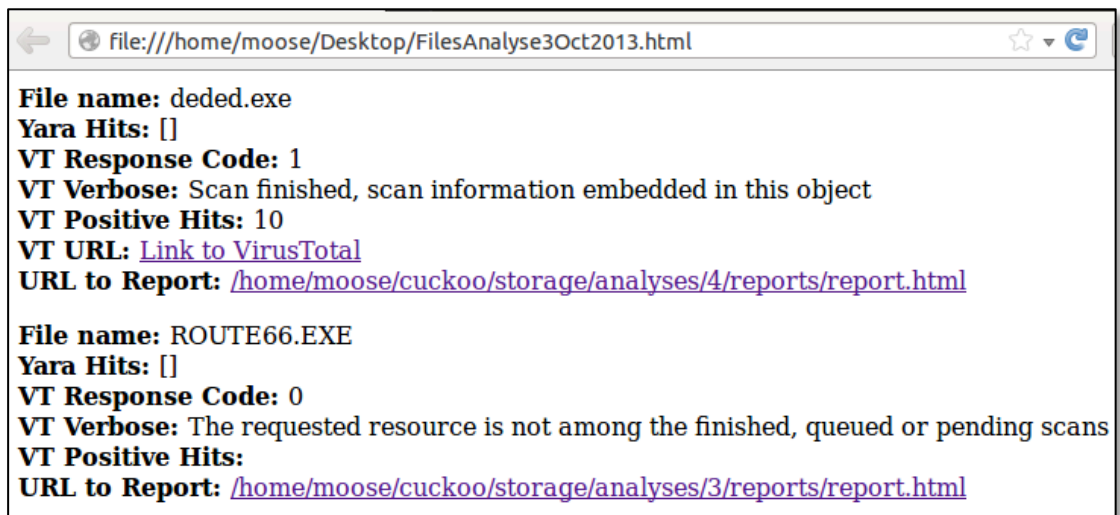 file:///home/moose/Desktop/FilesAnalyse3Oct2013.html
File name: deded.exe
Yara Hits: []
VT Response Code: 1
VT Verbose: Scan finished, scan information embedded in this object
VT Positive Hits: 10
VT URL: Link to VirusTotal
URL to Report: /home/moose/cuckoo/storage/analyses/4/reports/report.html
File name: ROUTE66.EXE
Yara Hits: []
VT Response Code: 0
VT Verbose: The requested resource is not among the finished, queued or pending scans
VT Positive Hits:
URL to Report: /home/moose/cuckoo/storage/analyses/3/reports/report.html